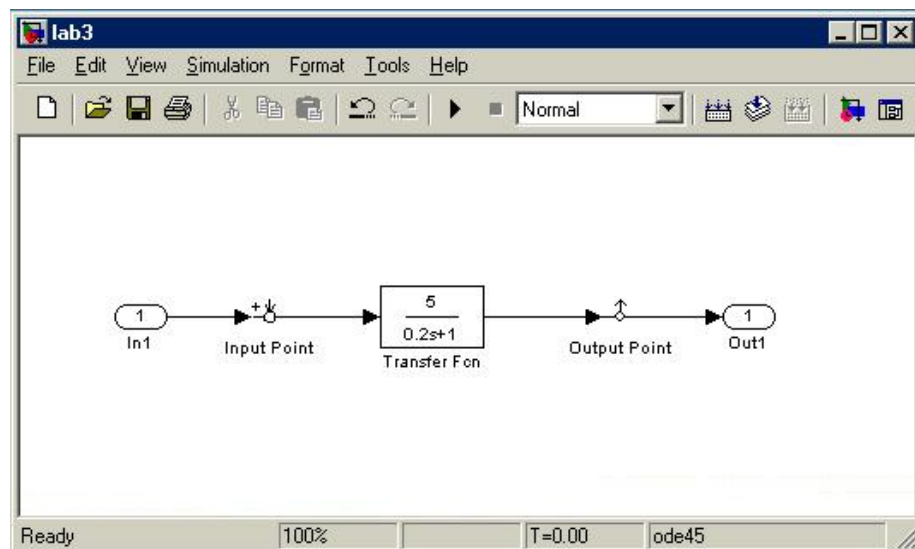 lab3
File Edit View Simulation Format Tools Help
Normal
1
In1
+
Input Point
5
0.2s+1
Transfer Fcn
Output Point
1
Out1
Ready 100% T=0.00 ode45